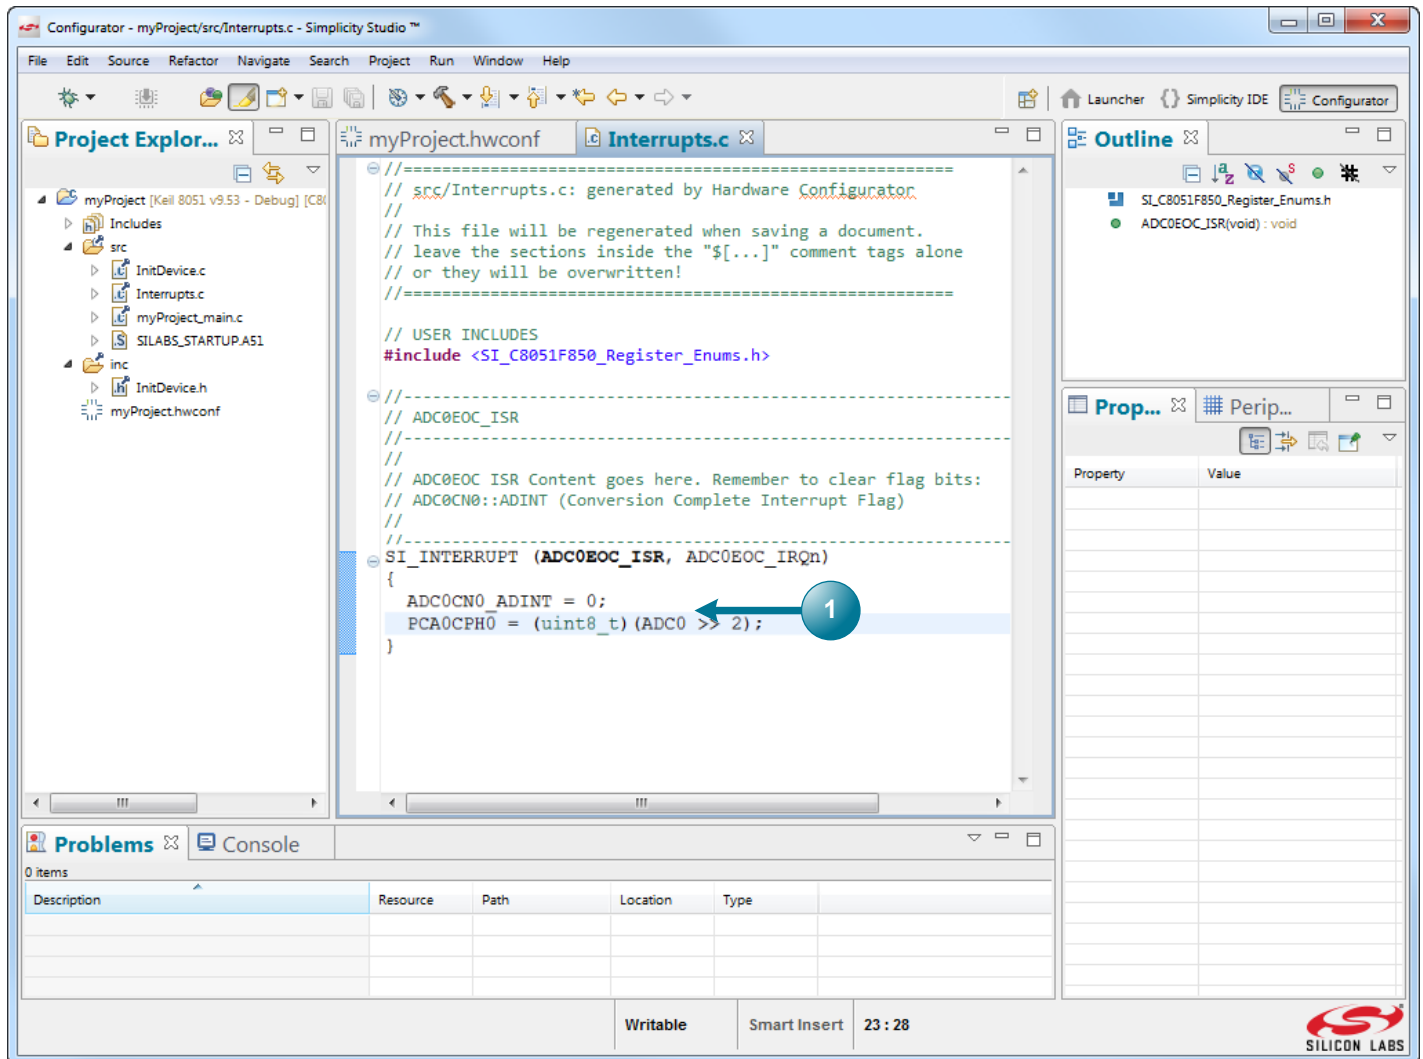 Configurator - myProject/src/Interrupts.c - Simplicity Studio ™
File Edit Source Refactor Navigate Search Project Run Window Help
Launcher {} Simplicity IDE Configurator
Project Explor...
myProject [Keil 8051 v9.53 - Debug] [C8
Includes
src
InitDevice.c
Interrupts.c
myProject_main.c
SILABS_STARTUP.A51
inc
InitDevice.h
myProject.hwconf
myProject.hwconf Interrupts.c
//=========================================================
// src/Interrupts.c: generated by Hardware Configurator
//
// This file will be regenerated when saving a document.
// leave the sections inside the "$[...]" comment tags alone
// or they will be overwritten!
//=========================================================
// USER INCLUDES
#include <SI_C8051F850_Register_Enums.h>
//---------------------------------------------------------------
// ADC0EOC_ISR
//---------------------------------------------------------------
//
// ADC0EOC ISR Content goes here. Remember to clear flag bits:
// ADC0CN0::ADINT (Conversion Complete Interrupt Flag)
//
//---------------------------------------------------------------
SI_INTERRUPT (ADC0EOC_ISR, ADC0EOC_IRQn)
{
ADC0CN0_ADINT = 0;
PCA0CPH0 = (uint8_t)(ADC0 >> 2);
}
1
Outline
SI_C8051F850_Register_Enums.h
ADC0EOC_ISR(void) : void
Prop... Perip...
Property Value
Problems Console
0 items
Description Resource Path Location Type
Writable Smart Insert 23 : 28
SILICON LABS